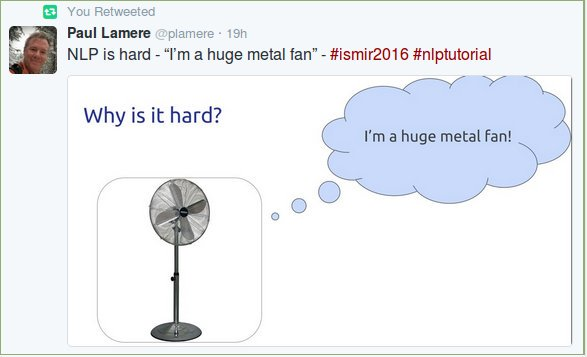 You Retweeted
Paul Lamere @plamere · 19h
NLP is hard - “I’m a huge metal fan” - #ismir2016 #nlptutorial
Why is it hard?
I’m a huge metal fan!